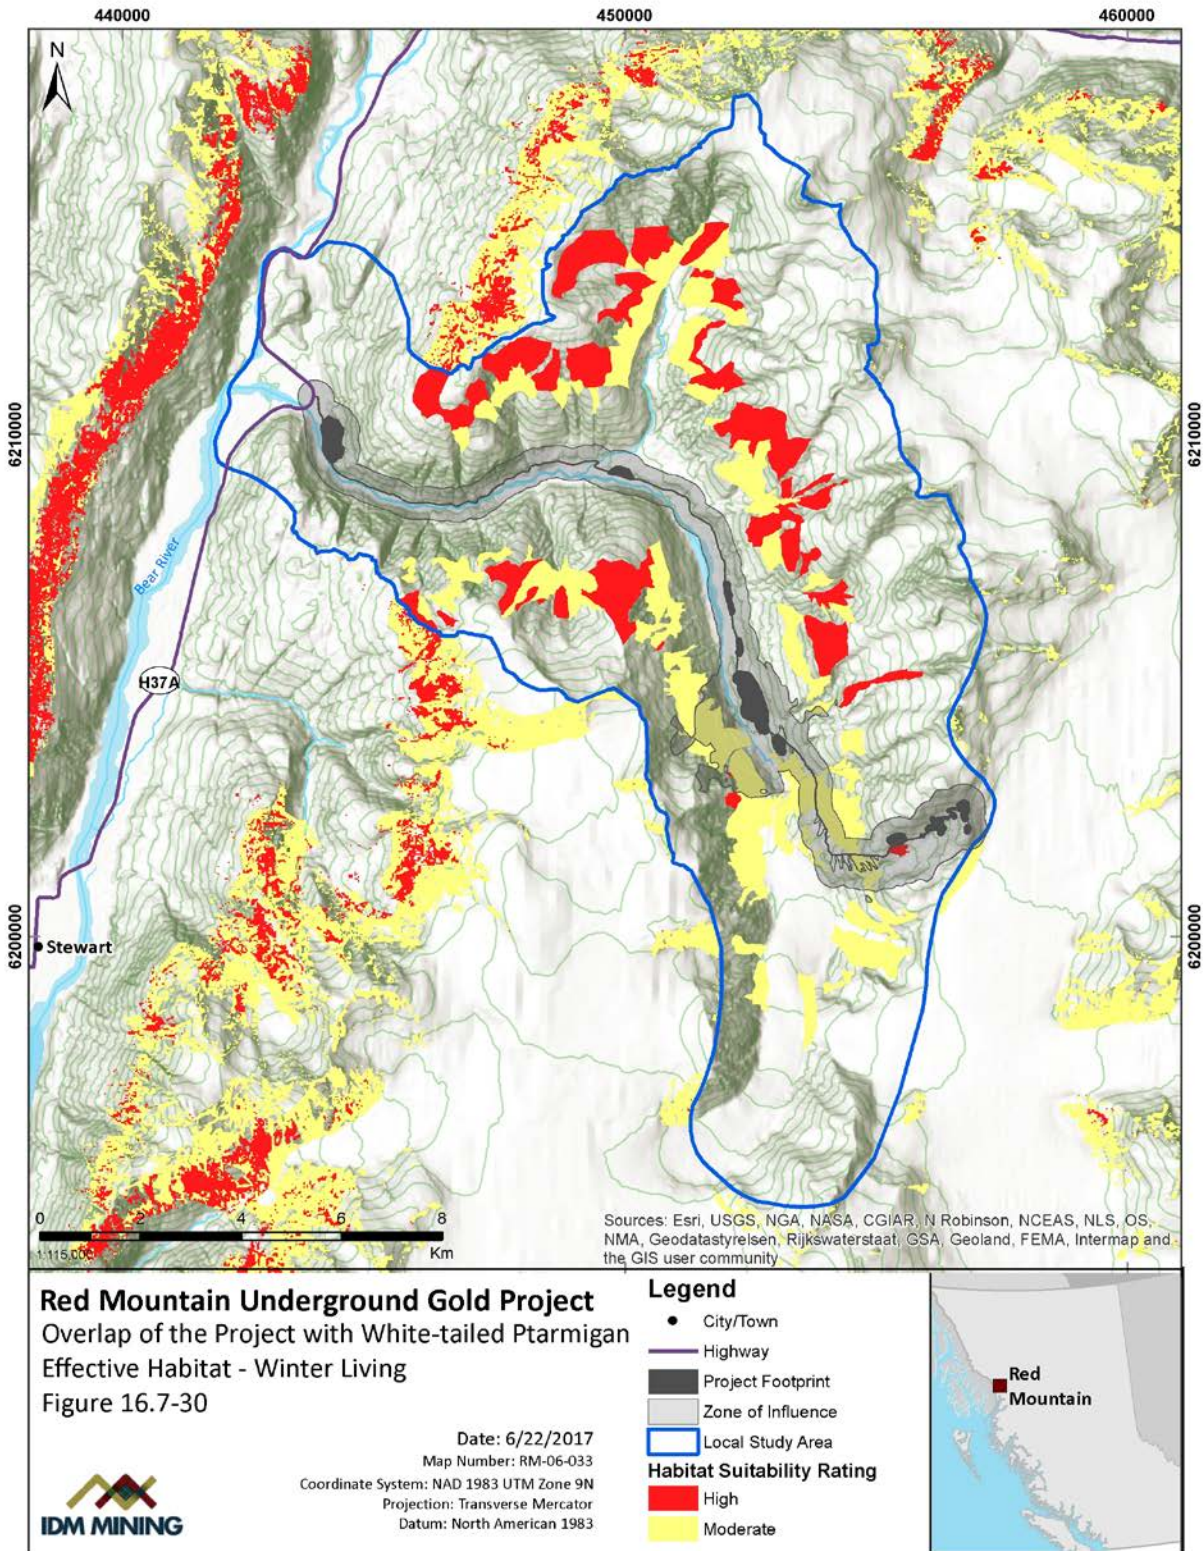 440000
450000
460000
N
6210000
6210000
Bear River
H37A
6200000
6200000
Stewart
0
2
4
6
8
1:115,000
Km
Sources: Esri, USGS, NGA, NASA, CGIAR, N Robinson, NCEAS, NLS, OS,
NMA, Geodatastyrelsen, Rijkswaterstaat, GSA, Geoland, FEMA, Intermap and
the GIS user community
Red Mountain Underground Gold Project
Overlap of the Project with White-tailed Ptarmigan
Effective Habitat - Winter Living
Figure 16.7-30
Date: 6/22/2017
Map Number: RM-06-033
Coordinate System: NAD 1983 UTM Zone 9N
Projection: Transverse Mercator
Datum: North American 1983
IDM MINING
Legend
City/Town
Highway
Project Footprint
Zone of Influence
Local Study Area
Habitat Suitability Rating
High
Moderate
Red
Mountain